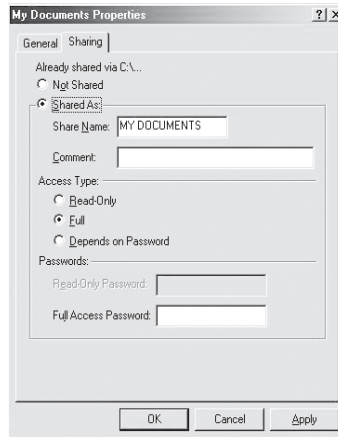 My Documents Properties
General Sharing
Already shared via C:\...
Not Shared
Shared As:
Share Name: MY DOCUMENTS
Comment:
Access Type:
Read-Only
Full
Depends on Password
Passwords:
Read-Only Password:
Full Access Password:
OK Cancel Apply